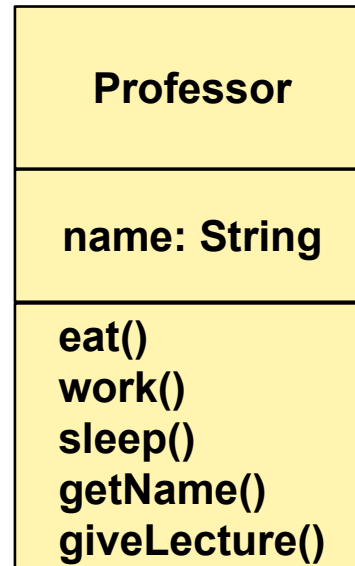 Professor
name: String
eat()
work()
sleep()
getName()
giveLecture()